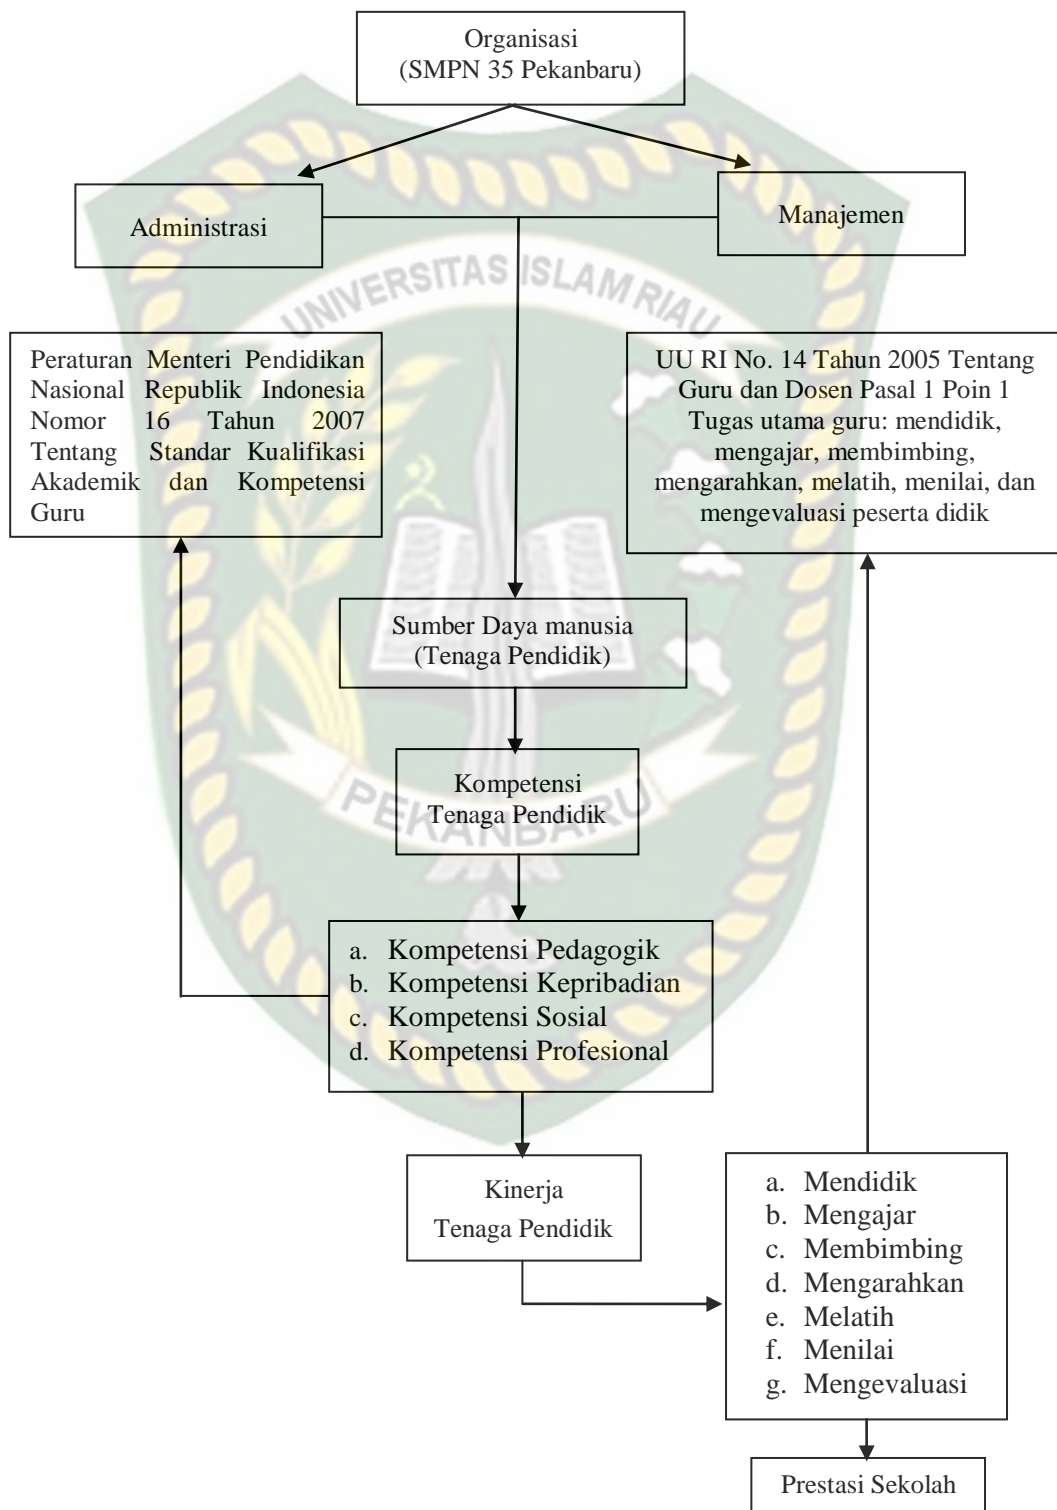 Organisasi
(SMPN 35 Pekanbaru)
Administrasi
Manajemen
UNIVERSITAS ISLAM RIAU
Peraturan Menteri Pendidikan
Nasional Republik Indonesia
Nomor 16 Tahun 2007
Tentang Standar Kualifikasi
Akademik dan Kompetensi
Guru
UU RI No. 14 Tahun 2005 Tentang
Guru dan Dosen Pasal 1 Poin 1
Tugas utama guru: mendidik,
mengajar, membimbing,
mengarahkan, melatih, menilai, dan
mengevaluasi peserta didik
Sumber Daya manusia
(Tenaga Pendidik)
Kompetensi
Tenaga Pendidik
PEKANBARU
a. Kompetensi Pedagogik
b. Kompetensi Kepribadian
c. Kompetensi Sosial
d. Kompetensi Profesional
Kinerja
Tenaga Pendidik
a. Mendidik
b. Mengajar
c. Membimbing
d. Mengarahkan
e. Melatih
f. Menilai
g. Mengevaluasi
Prestasi Sekolah